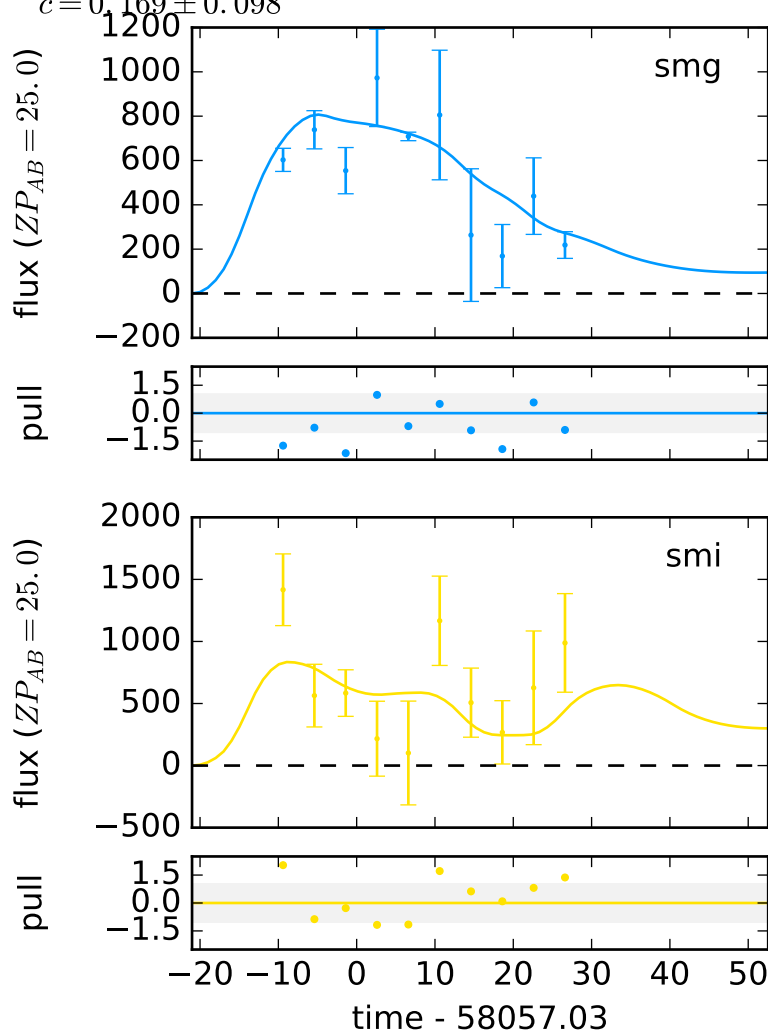 c = 0.169 ± 0.098
1200
1000
800
600
400
200
0
−200
flux (ZP_AB = 25.0)
smg
1.5
0.0
−1.5
pull
2000
1500
1000
500
0
−500
flux (ZP_AB = 25.0)
smi
1.5
0.0
−1.5
pull
−20 −10 0 10 20 30 40 50
time - 58057.03